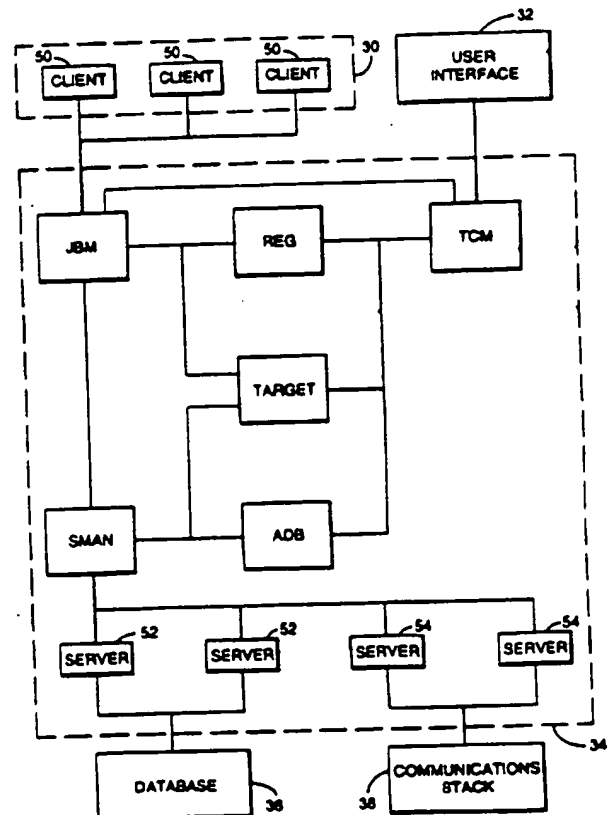 32
50 50 50 30
CLIENT CLIENT CLIENT
USER
INTERFACE
JBM REG TCM
TARGET
SMAN ADB
52 52 54 54
SERVER SERVER SERVER SERVER
34
DATABASE
36
COMMUNICATIONS
STACK
38